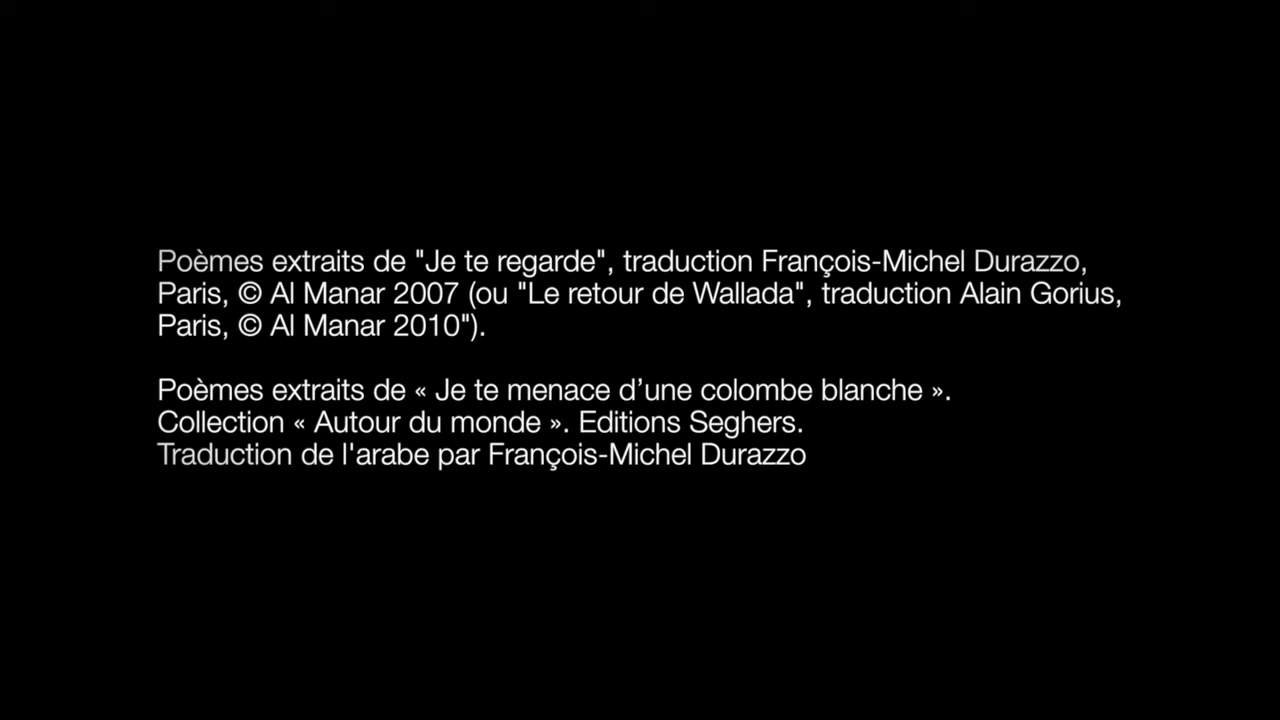 Poèmes extraits de "Je te regarde", traduction François-Michel Durazzo,
Paris, © Al Manar 2007 (ou "Le retour de Wallada", traduction Alain Gorius,
Paris, © Al Manar 2010").
Poèmes extraits de « Je te menace d’une colombe blanche ».
Collection « Autour du monde ». Editions Seghers.
Traduction de l'arabe par François-Michel Durazzo